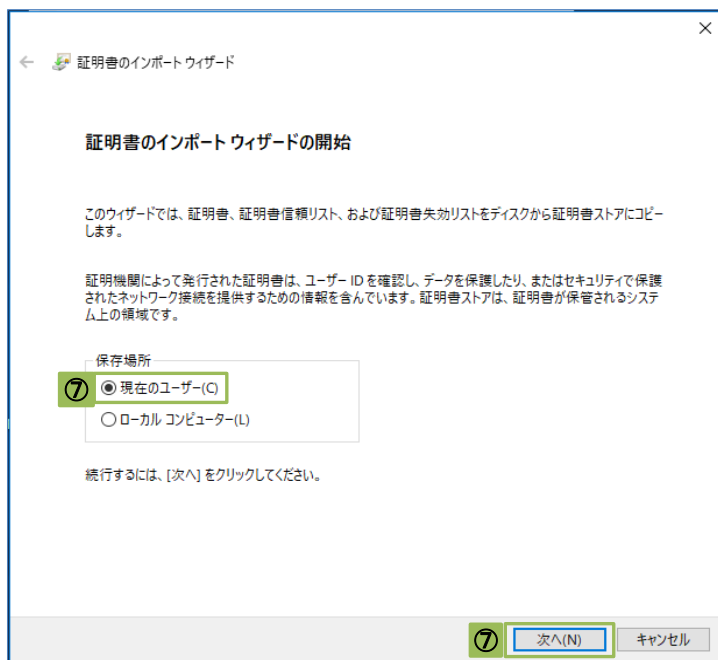 証明書のインポート ウィザード
証明書のインポート ウィザードの開始
このウィザードでは、証明書、証明書信頼リスト、および証明書失効リストをディスクから証明書ストアにコピー
します。
証明機関によって発行された証明書は、ユーザー ID を確認し、データを保護したり、またはセキュリティで保護
されたネットワーク接続を提供するための情報を含んでいます。証明書ストアは、証明書が保管されるシステ
ム上の領域です。
保存場所
⑦ 現在のユーザー(C)
ローカル コンピューター(L)
続行するには、[次へ] をクリックしてください。
⑦ 次へ(N) キャンセル